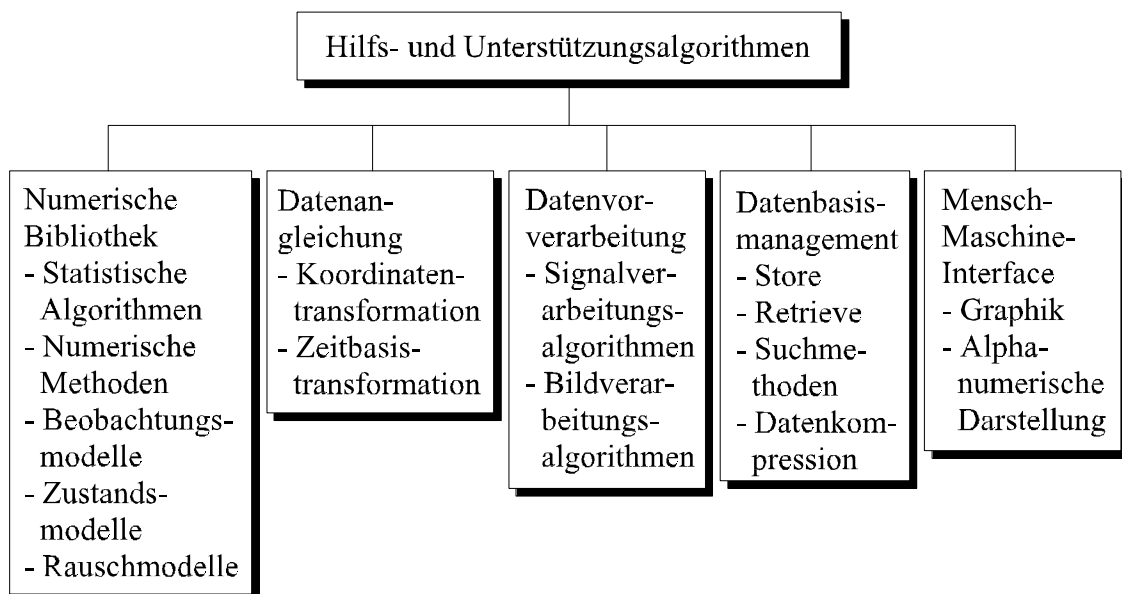 Hilfs- und Unterstützungsalgorithmen
Numerische
Bibliothek
- Statistische
Algorithmen
- Numerische
Methoden
- Beobachtungs-
modelle
- Zustands-
modelle
- Rauschmodelle
Datenan-
gleichung
- Koordinaten-
transformation
- Zeitbasis-
transformation
Datenvor-
verarbeitung
- Signalver-
arbeitungs-
algorithmen
- Bildverar-
beitungs-
algorithmen
Datenbasis-
management
- Store
- Retrieve
- Suchme-
thoden
- Datenkom-
pression
Mensch-
Maschine-
Interface
- Graphik
- Alpha-
numerische
Darstellung